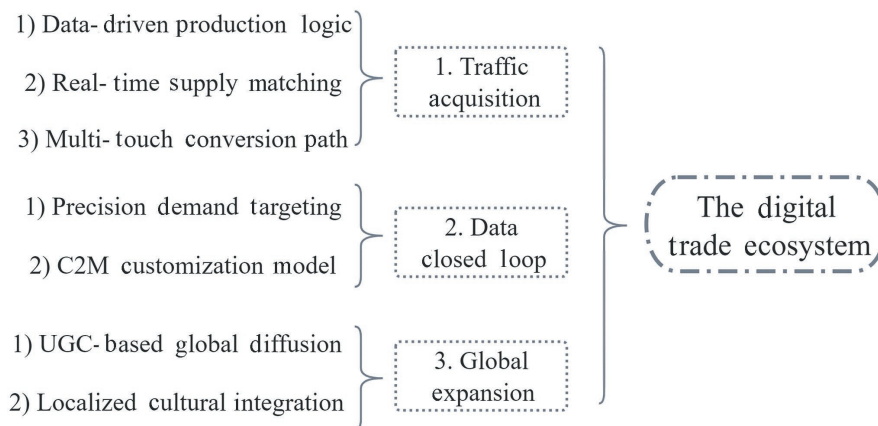 1) Data-driven production logic
2) Real-time supply matching
3) Multi-touch conversion path
1. Traffic
acquisition
1) Precision demand targeting
2) C2M customization model
2. Data
closed loop
1) UGC-based global diffusion
2) Localized cultural integration
3. Global
expansion
The digital
trade ecosystem